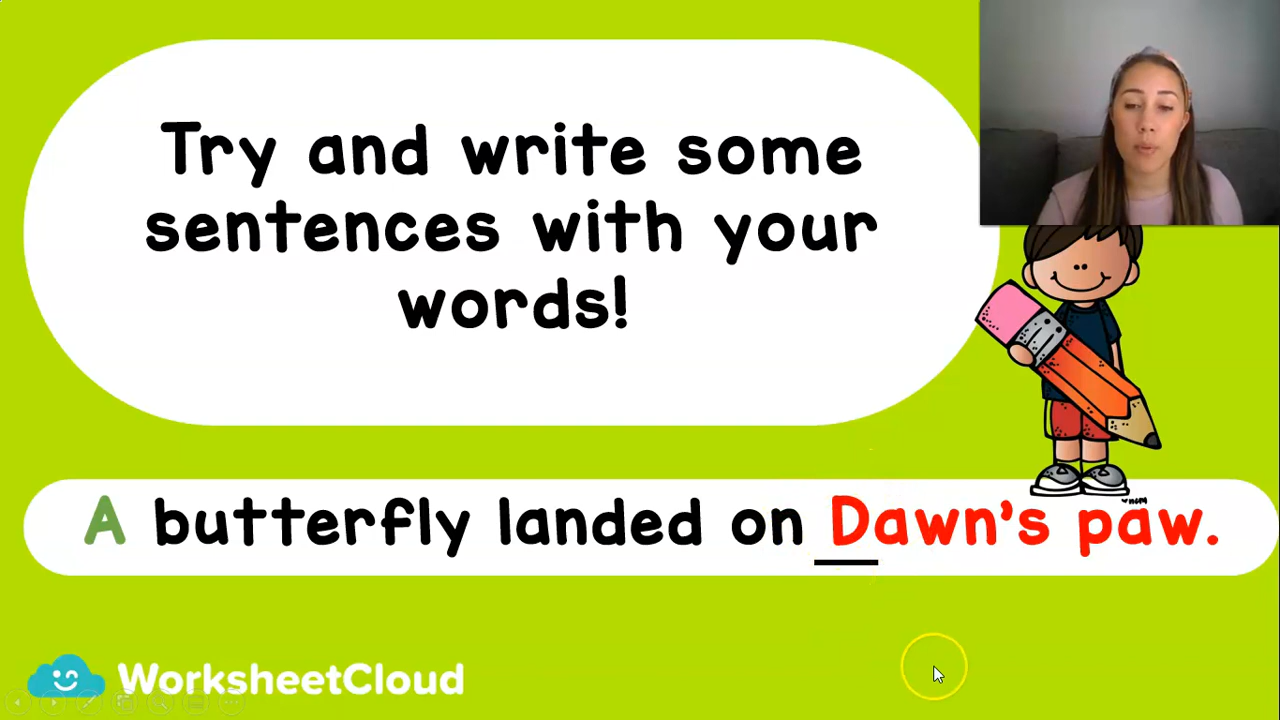 Try and write some
sentences with your
words!
A butterfly landed on Dawn's paw.
WorksheetCloud